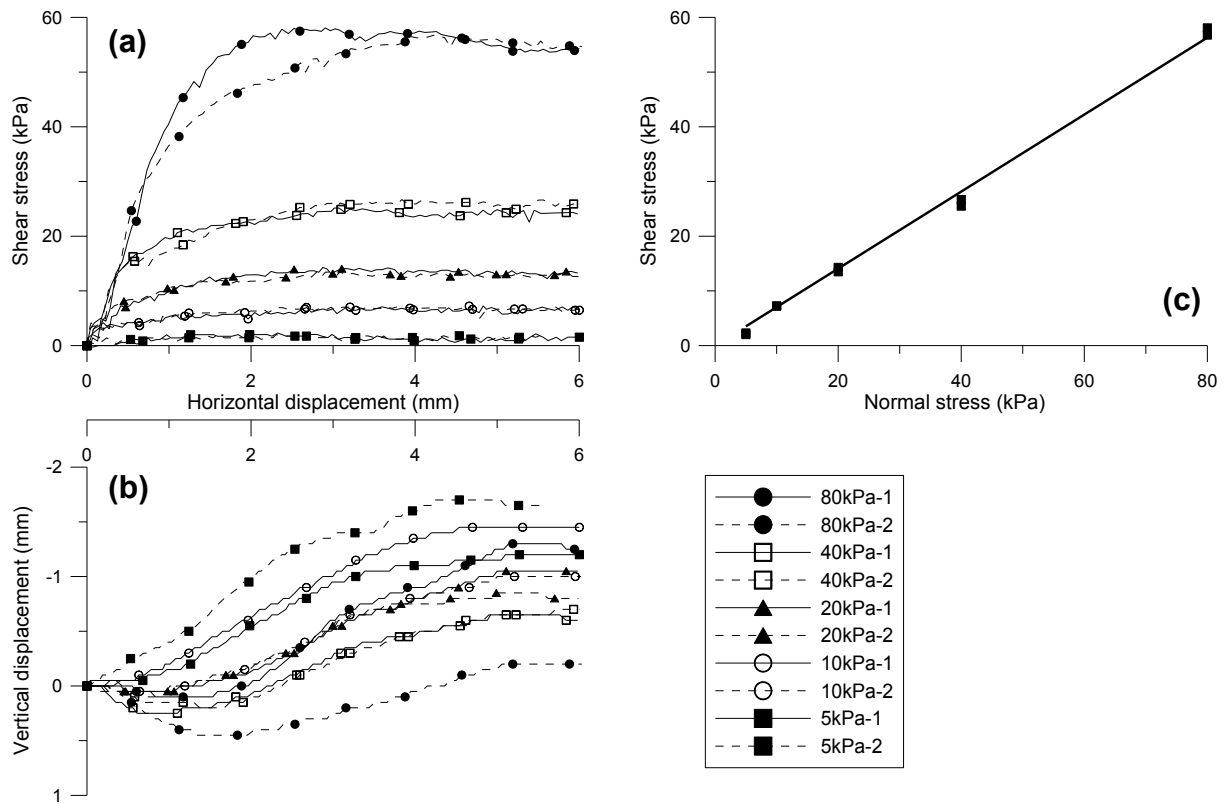 (a)
Shear stress (kPa)
60
40
20
0
0 2 4 6
Horizontal displacement (mm)
0 2 4 6
(b)
Vertical displacement (mm)
-2
-1
0
1
(c)
Shear stress (kPa)
60
40
20
0
0 20 40 60 80
Normal stress (kPa)
80kPa-1
80kPa-2
40kPa-1
40kPa-2
20kPa-1
20kPa-2
10kPa-1
10kPa-2
5kPa-1
5kPa-2